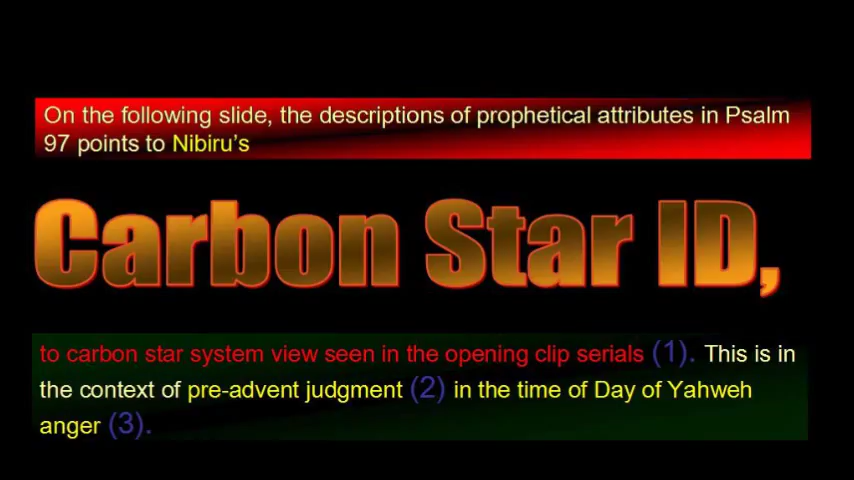 On the following slide, the descriptions of prophetical attributes in Psalm
97 points to Nibiru’s
Carbon Star ID,
to carbon star system view seen in the opening clip serials (1). This is in
the context of pre-advent judgment (2) in the time of Day of Yahweh
anger (3).